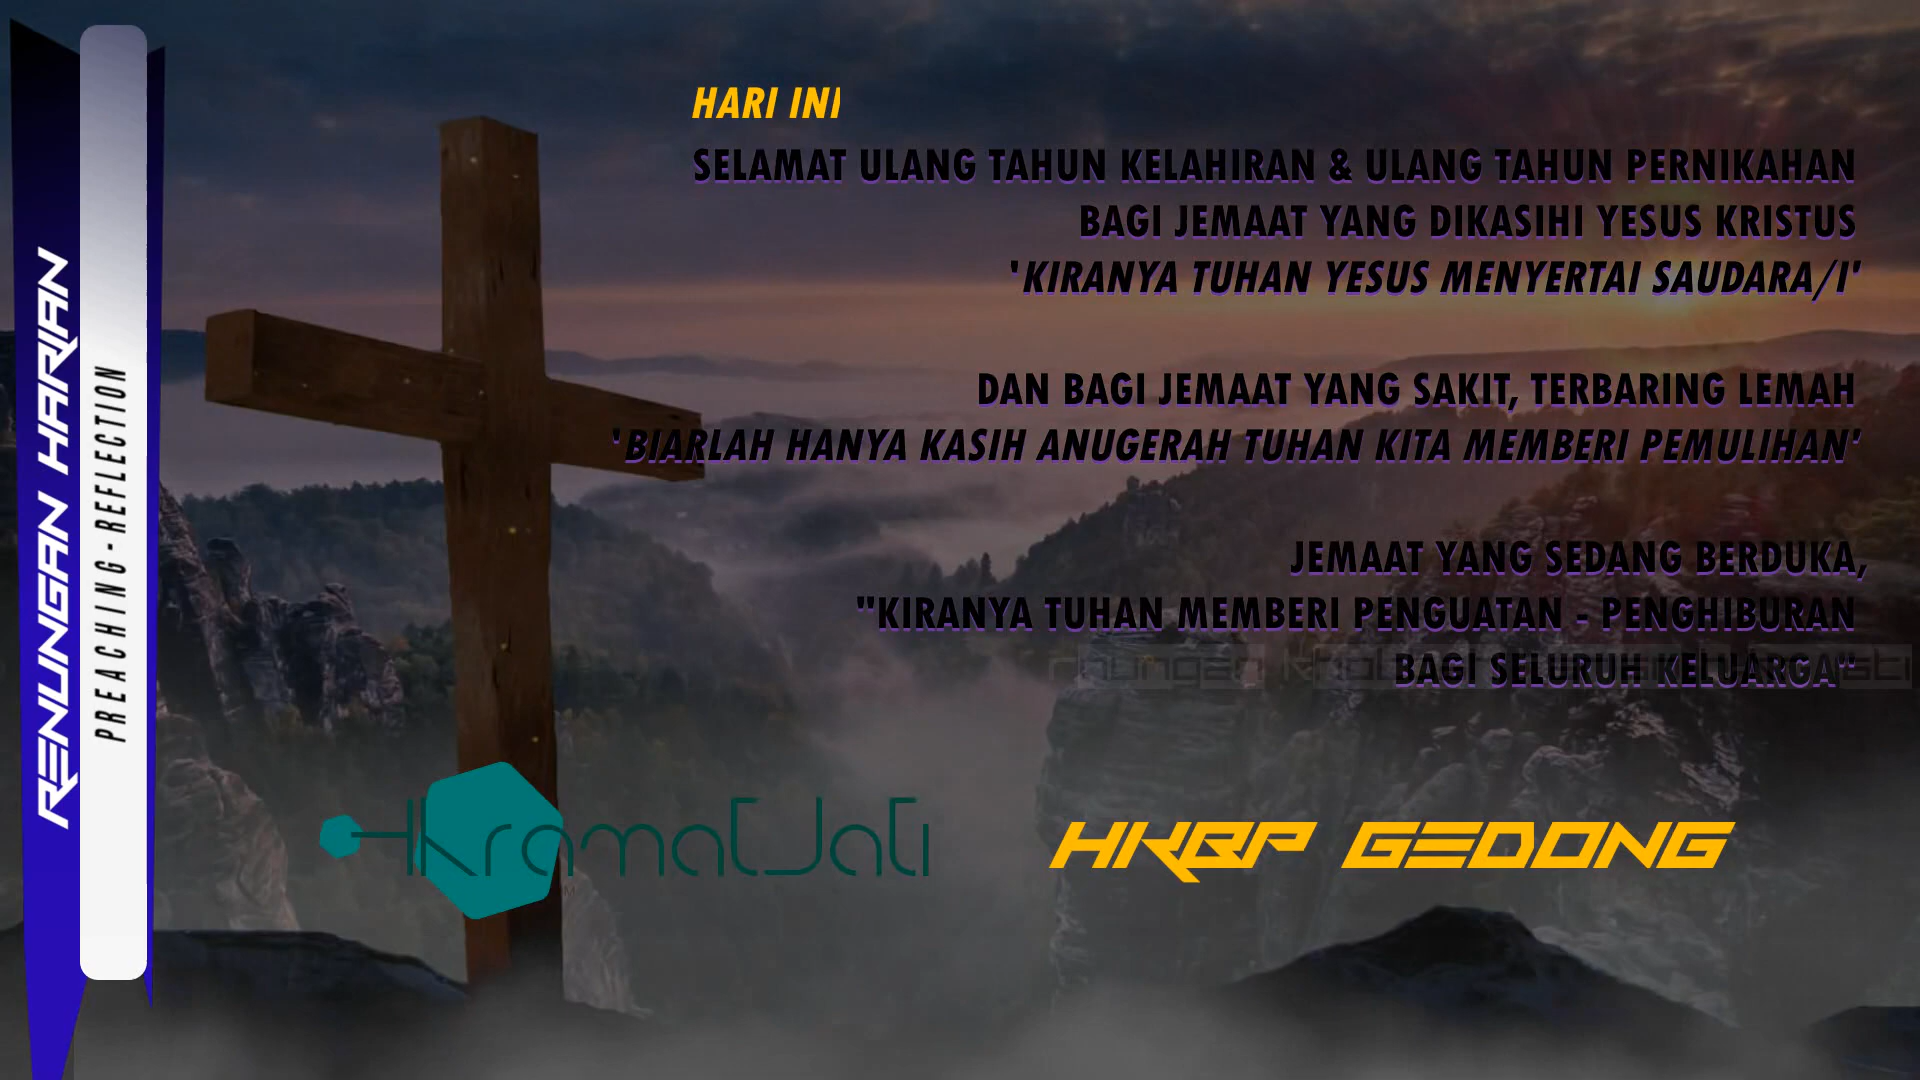 RENUNGAN HARIAN
PREACHING-REFLECTION
HARI INI
SELAMAT ULANG TAHUN KELAHIRAN & ULANG TAHUN PERNIKAHAN
BAGI JEMAAT YANG DIKASIHI YESUS KRISTUS
'KIRANYA TUHAN YESUS MENYERTAI SAUDARA/I'
DAN BAGI JEMAAT YANG SAKIT, TERBARING LEMAH
'BIARLAH HANYA KASIH ANUGERAH TUHAN KITA MEMBERI PEMULIHAN'
JEMAAT YANG SEDANG BERDUKA,
"KIRANYA TUHAN MEMBERI PENGUATAN - PENGHIBURAN
BAGI SELURUH KELUARGA"
KramatJati
HKBP GEDONG